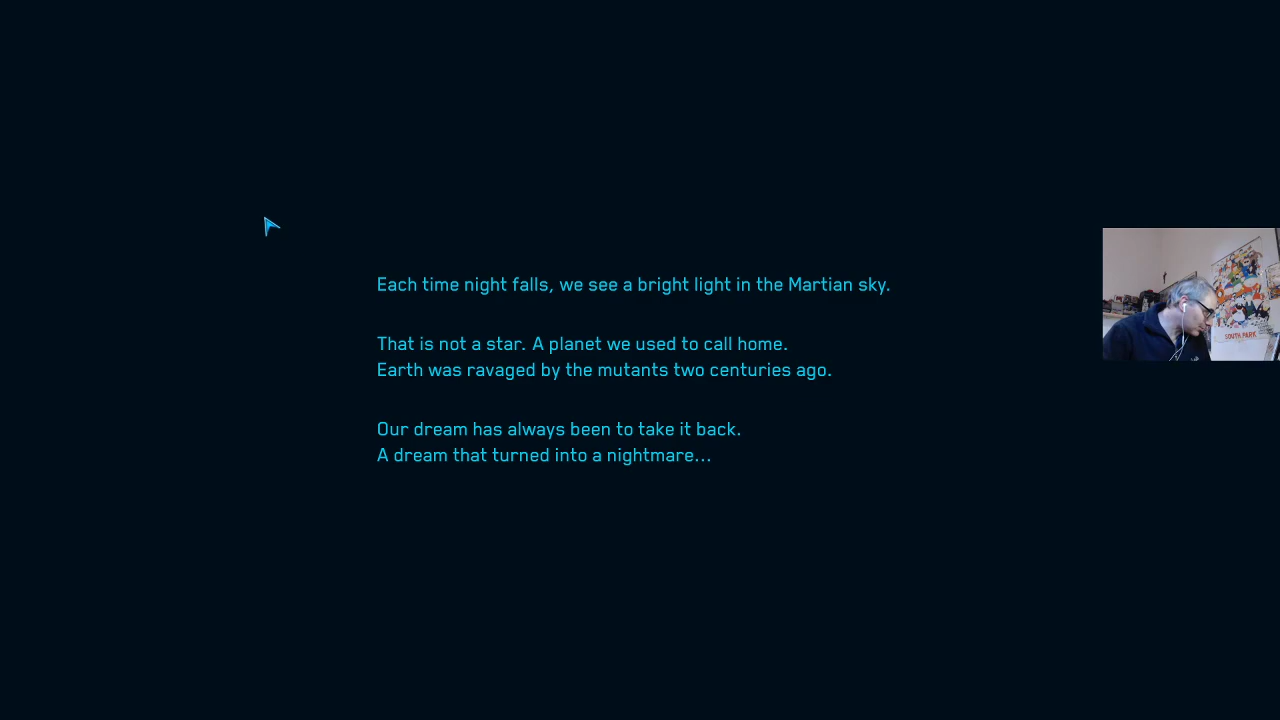 Each time night falls, we see a bright light in the Martian sky.
That is not a star. A planet we used to call home.
Earth was ravaged by the mutants two centuries ago.
Our dream has always been to take it back.
A dream that turned into a nightmare...
SOUTH PARK